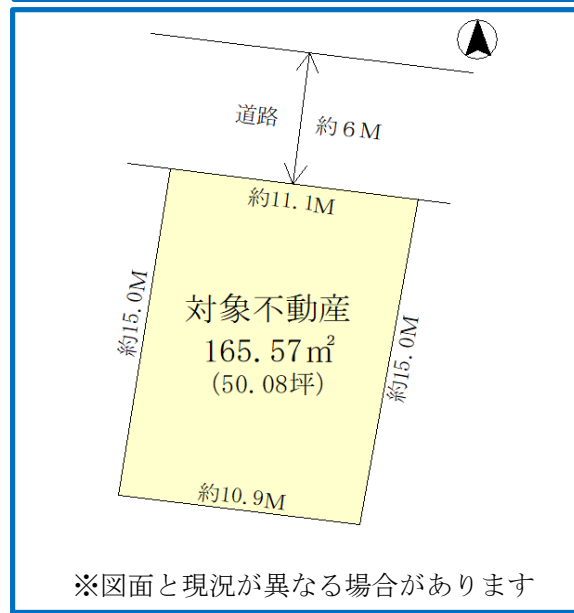 道路
約６Ｍ
約11.1M
約15.0M
対象不動産
165.57㎡
(50.08坪)
約15.0M
約10.9M
※図面と現況が異なる場合があります